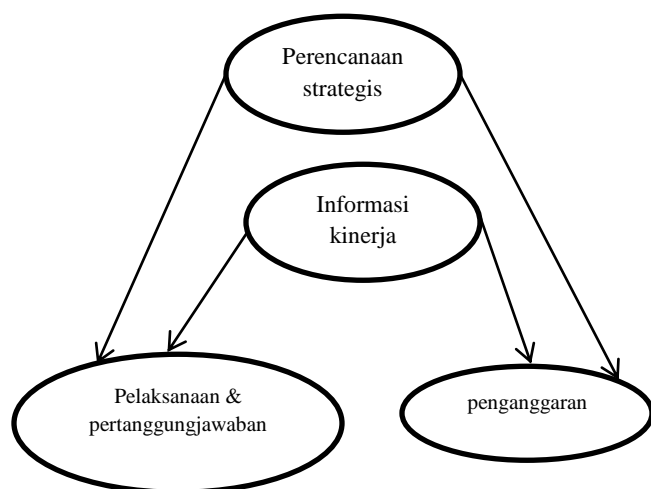 Perencanaan
strategis
Informasi
kinerja
Pelaksanaan &
pertanggungjawaban
penganggaran